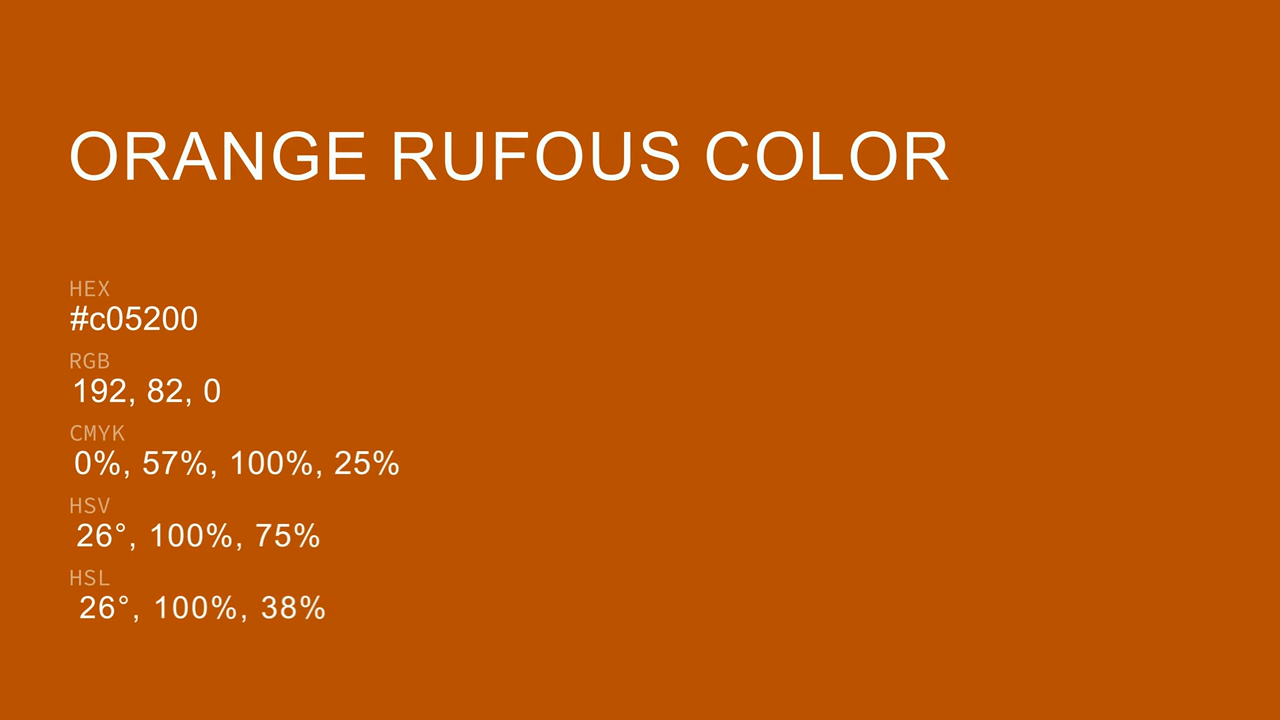 ORANGE RUFOUS COLOR
HEX
#c05200
RGB
192, 82, 0
CMYK
0%, 57%, 100%, 25%
HSV
26°, 100%, 75%
HSL
26°, 100%, 38%